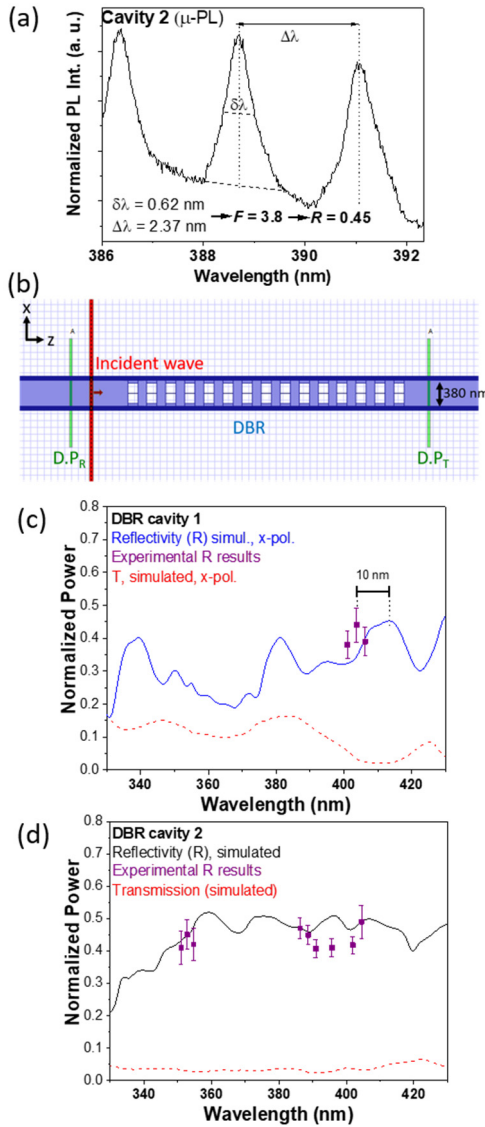 (a)
Cavity 2 (μ-PL)
Δλ
δλ
δλ = 0.62 nm
Δλ = 2.37 nm
F = 3.8
R = 0.45
Normalized PL Int. (a. u.)
386 388 390 392
Wavelength (nm)
(b)
X
Z
A
A
Incident wave
380 nm
DBR
D.P_R
D.P_T
(c)
DBR cavity 1
Reflectivity (R) simul., x-pol.
Experimental R results
T, simulated, x-pol.
10 nm
Normalized Power
0.8
0.7
0.6
0.5
0.4
0.3
0.2
0.1
0.0
340 360 380 400 420
Wavelength (nm)
(d)
DBR cavity 2
Reflectivity (R), simulated
Experimental R results
Transmission (simulated)
Normalized Power
0.8
0.7
0.6
0.5
0.4
0.3
0.2
0.1
0.0
340 360 380 400 420
Wavelength (nm)